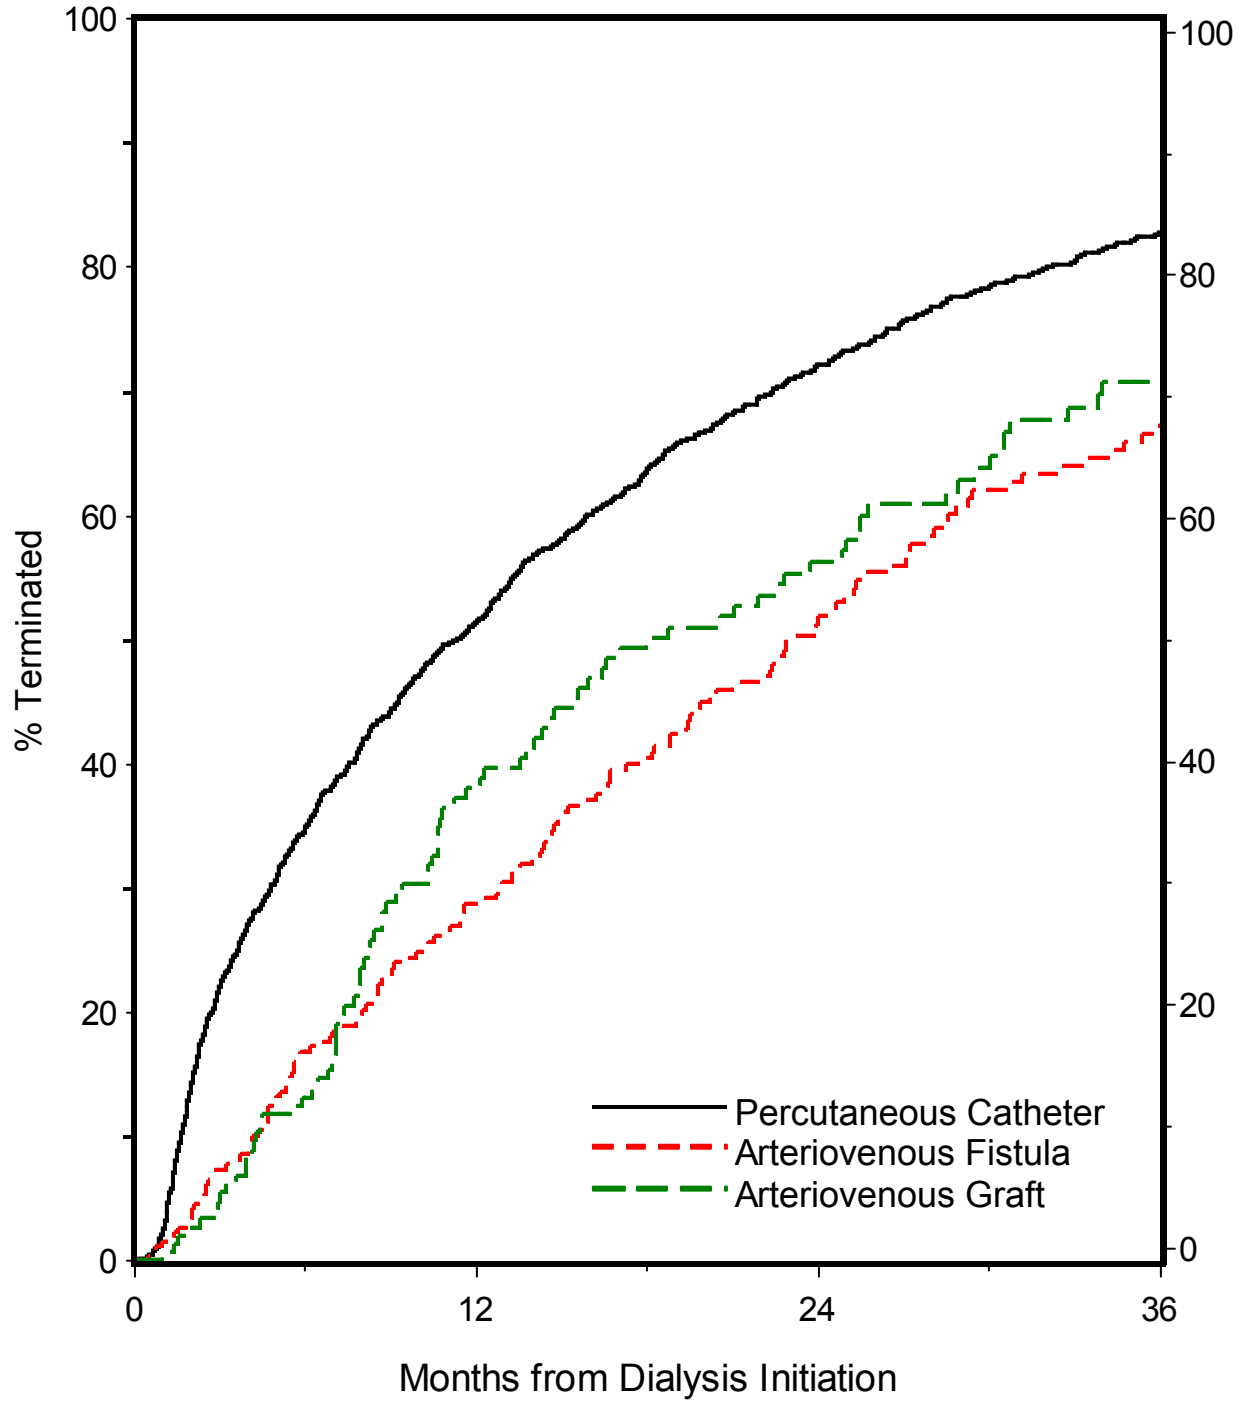 100
80
60
40
20
0
% Terminated
100
80
60
40
20
0
Percutaneous Catheter
Arteriovenous Fistula
Arteriovenous Graft
0 12 24 36
Months from Dialysis Initiation